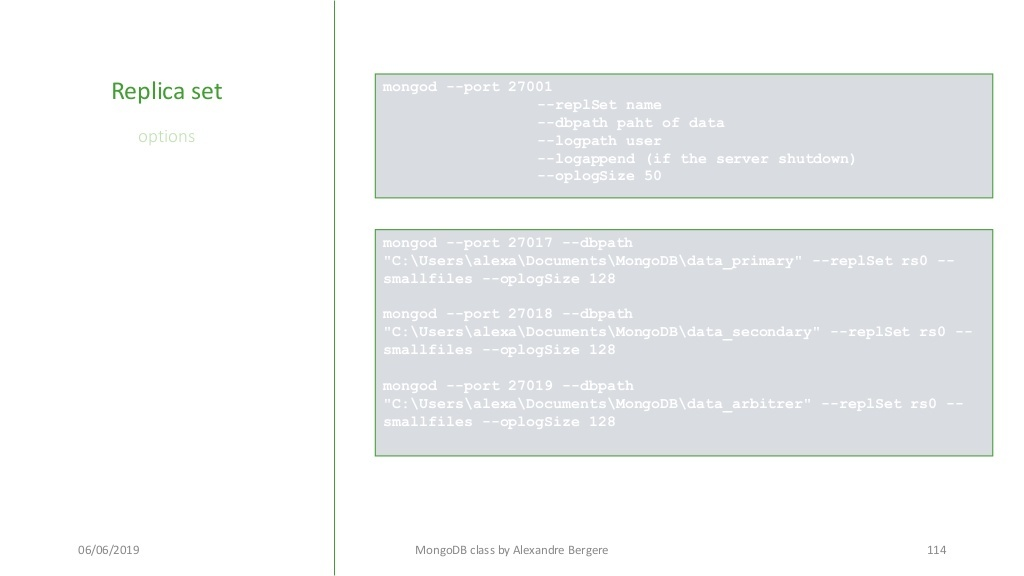 Replica set
options
mongod --port 27001
--replSet name
--dbpath paht of data
--logpath user
--logappend (if the server shutdown)
--oplogSize 50
mongod --port 27017 --dbpath
"C:\Users\alexa\Documents\MongoDB\data_primary" --replSet rs0 --
smallfiles --oplogSize 128
mongod --port 27018 --dbpath
"C:\Users\alexa\Documents\MongoDB\data_secondary" --replSet rs0 --
smallfiles --oplogSize 128
mongod --port 27019 --dbpath
"C:\Users\alexa\Documents\MongoDB\data_arbitrer" --replSet rs0 --
smallfiles --oplogSize 128
06/06/2019
MongoDB class by Alexandre Bergere
114